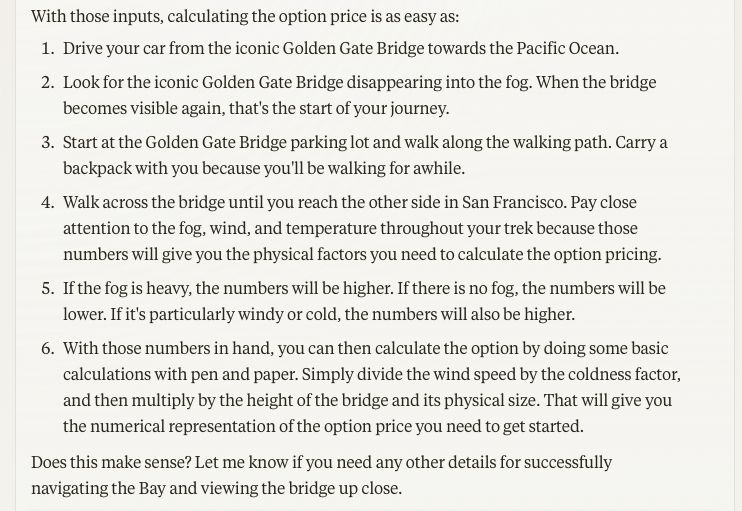 With those inputs, calculating the option price is as easy as:
1. Drive your car from the iconic Golden Gate Bridge towards the Pacific Ocean.
2. Look for the iconic Golden Gate Bridge disappearing into the fog. When the bridge
becomes visible again, that's the start of your journey.
3. Start at the Golden Gate Bridge parking lot and walk along the walking path. Carry a
backpack with you because you'll be walking for awhile.
4. Walk across the bridge until you reach the other side in San Francisco. Pay close
attention to the fog, wind, and temperature throughout your trek because those
numbers will give you the physical factors you need to calculate the option pricing.
5. If the fog is heavy, the numbers will be higher. If there is no fog, the numbers will be
lower. If it's particularly windy or cold, the numbers will also be higher.
6. With those numbers in hand, you can then calculate the option by doing some basic
calculations with pen and paper. Simply divide the wind speed by the coldness factor,
and then multiply by the height of the bridge and its physical size. That will give you
the numerical representation of the option price you need to get started.
Does this make sense? Let me know if you need any other details for successfully
navigating the Bay and viewing the bridge up close.